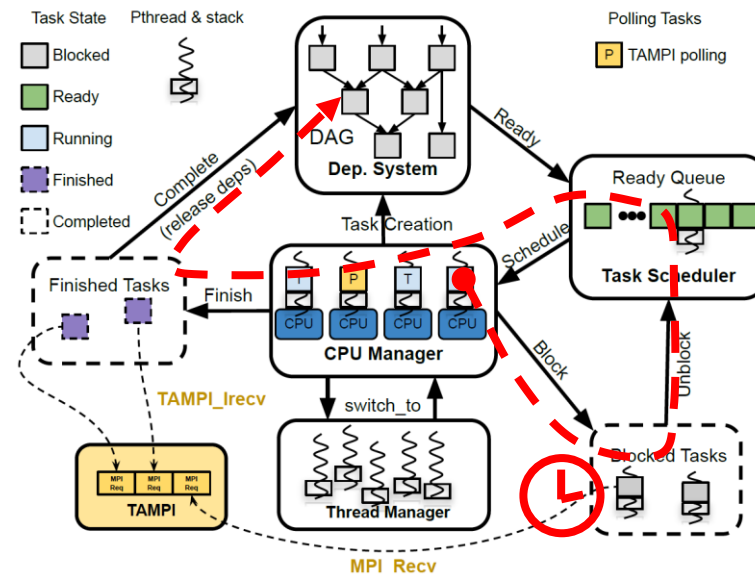 Task State
Blocked
Ready
Running
Finished
Completed
Pthread & stack
Polling Tasks
P
TAMPI polling
DAG
Dep. System
Ready
Complete
(release deps)
Task Creation
Schedule
Ready Queue
Task Scheduler
Finished Tasks
Finish
T
P
T
CPU
CPU
CPU
CPU
CPU Manager
Block
Unblock
switch_to
TAMPI_Irecv
Thread Manager
Blocked Tasks
MPI
Req
MPI
Req
MPI
Req
TAMPI
MPI_Recv